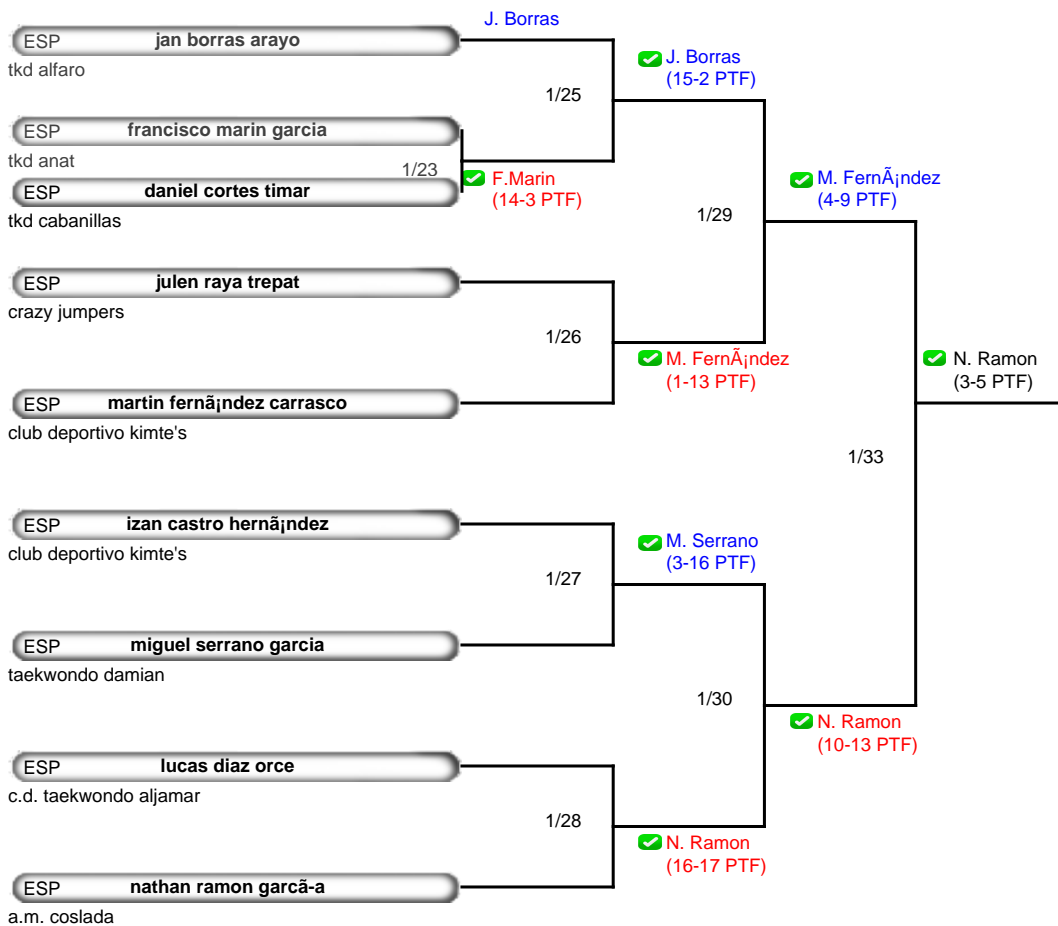 J. Borras
ESP jan borras arayo
tkd alfaro
J. Borras
(15-2 PTF)
1/25
ESP francisco marin garcia
tkd anat
1/23
F.Marin
(14-3 PTF)
ESP daniel cortes timar
tkd cabanillas
M. FernÃ¡ndez
(4-9 PTF)
1/29
ESP julen raya trepat
crazy jumpers
1/26
M. FernÃ¡ndez
(1-13 PTF)
N. Ramon
(3-5 PTF)
ESP martin fernã¡ndez carrasco
club deportivo kimte's
1/33
ESP izan castro hernã¡ndez
club deportivo kimte's
M. Serrano
(3-16 PTF)
1/27
ESP miguel serrano garcia
taekwondo damian
1/30
N. Ramon
(10-13 PTF)
ESP lucas diaz orce
c.d. taekwondo aljamar
1/28
N. Ramon
(16-17 PTF)
ESP nathan ramon garcã-a
a.m. coslada